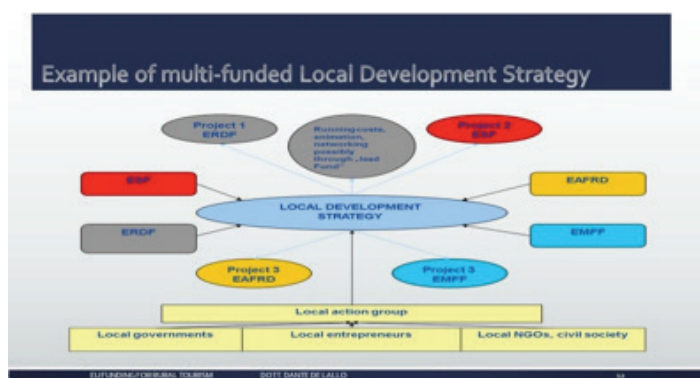 Example of multi-funded Local Development Strategy
Project 1
ERDF
Running costs,
animation,
networking
possibly
through „lead
Fund"
Project 2
ESF
ESF
EAFRD
LOCAL DEVELOPMENT
STRATEGY
ERDF
EMFF
Project 3
EAFRD
Project 3
EMFF
Local action group
Local governments
Local entrepreneurs
Local NGOs, civil society
EU FUNDING FOR RURAL TOURISM
DOTT. DANTE DE LALLO